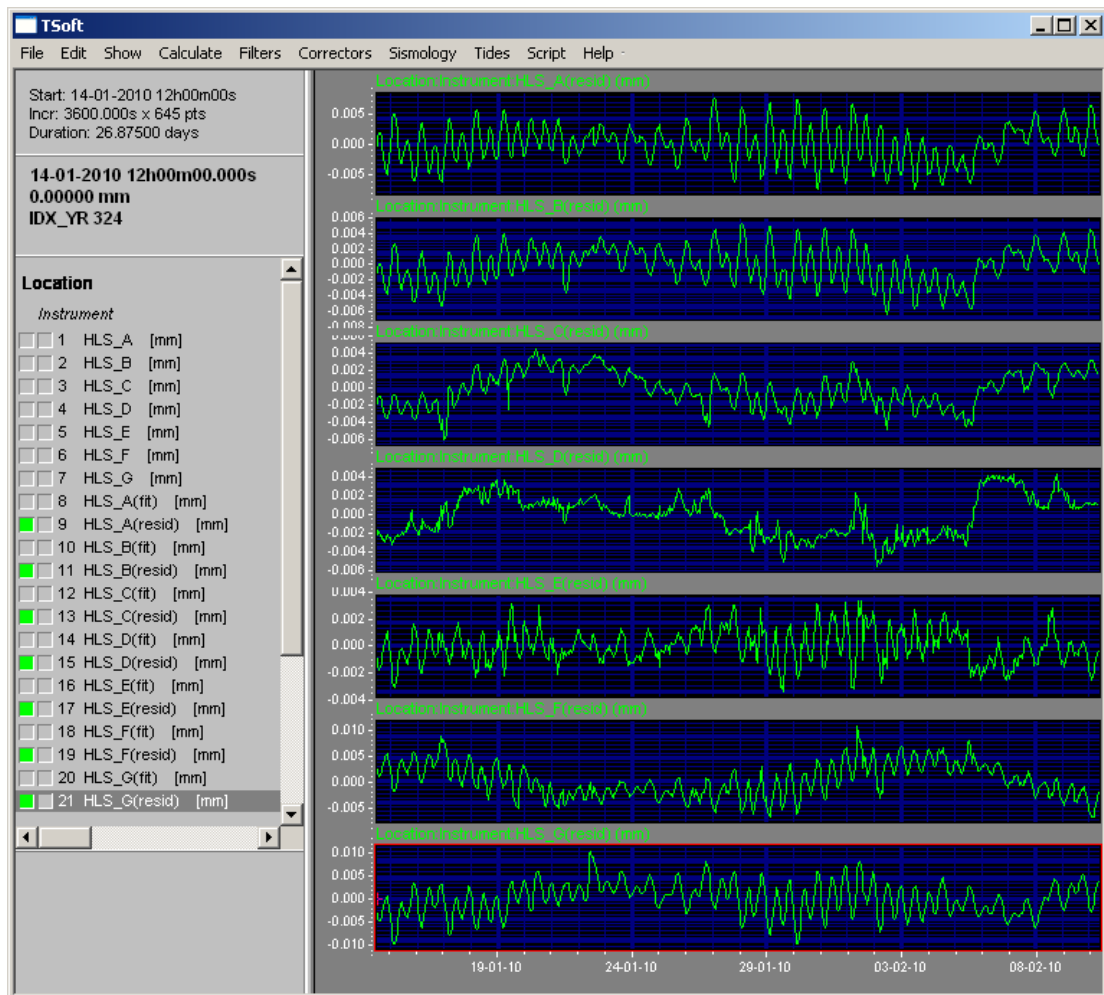 TSoft
File Edit Show Calculate Filters Correctors Sismology Tides Script Help
Start: 14-01-2010 12h00m00s
Incr: 3600.000s x 645 pts
Duration: 26.87500 days
14-01-2010 12h00m00.000s
0.00000 mm
IDX_YR 324
Location
Instrument
1 HLS_A [mm]
2 HLS_B [mm]
3 HLS_C [mm]
4 HLS_D [mm]
5 HLS_E [mm]
6 HLS_F [mm]
7 HLS_G [mm]
8 HLS_A(fit) [mm]
9 HLS_A(resid) [mm]
10 HLS_B(fit) [mm]
11 HLS_B(resid) [mm]
12 HLS_C(fit) [mm]
13 HLS_C(resid) [mm]
14 HLS_D(fit) [mm]
15 HLS_D(resid) [mm]
16 HLS_E(fit) [mm]
17 HLS_E(resid) [mm]
18 HLS_F(fit) [mm]
19 HLS_F(resid) [mm]
20 HLS_G(fit) [mm]
21 HLS_G(resid) [mm]
Location:Instrument:HLS_A(resid) (mm)
0.005
0.000
-0.005
Location:Instrument:HLS_B(resid) (mm)
0.006
0.004
0.002
0.000
-0.002
-0.004
-0.006
-0.008
Location:Instrument:HLS_C(resid) (mm)
0.004
0.002
0.000
-0.002
-0.004
-0.006
Location:Instrument:HLS_D(resid) (mm)
0.004
0.002
0.000
-0.002
-0.004
-0.006
Location:Instrument:HLS_E(resid) (mm)
0.004
0.002
0.000
-0.002
-0.004
Location:Instrument:HLS_F(resid) (mm)
0.010
0.005
0.000
-0.005
Location:Instrument:HLS_G(resid) (mm)
0.010
0.005
0.000
-0.005
-0.010
19-01-10 24-01-10 29-01-10 03-02-10 08-02-10